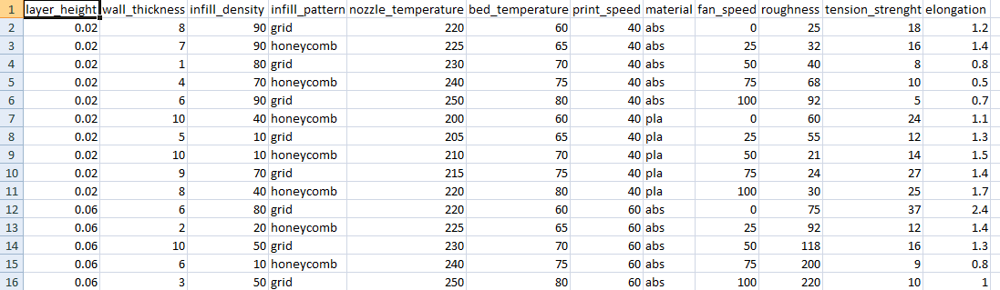 1 layer_height wall_thickness infill_density infill_pattern nozzle_temperature bed_temperature print_speed material fan_speed roughness tension_strenght elongation
2 0.02 8 90 grid 220 60 40 abs 0 25 18 1.2
3 0.02 7 90 honeycomb 225 65 40 abs 25 32 16 1.4
4 0.02 1 80 grid 230 70 40 abs 50 40 8 0.8
5 0.02 4 70 honeycomb 240 75 40 abs 75 68 10 0.5
6 0.02 6 90 grid 250 80 40 abs 100 92 5 0.7
7 0.02 10 40 honeycomb 200 60 40 pla 0 60 24 1.1
8 0.02 5 10 grid 205 65 40 pla 25 55 12 1.3
9 0.02 10 10 honeycomb 210 70 40 pla 50 21 14 1.5
10 0.02 9 70 grid 215 75 40 pla 75 24 27 1.4
11 0.02 8 40 honeycomb 220 80 40 pla 100 30 25 1.7
12 0.06 6 80 grid 220 60 60 abs 0 75 37 2.4
13 0.06 2 20 honeycomb 225 65 60 abs 25 92 12 1.4
14 0.06 10 50 grid 230 70 60 abs 50 118 16 1.3
15 0.06 6 10 honeycomb 240 75 60 abs 75 200 9 0.8
16 0.06 3 50 grid 250 80 60 abs 100 220 10 1